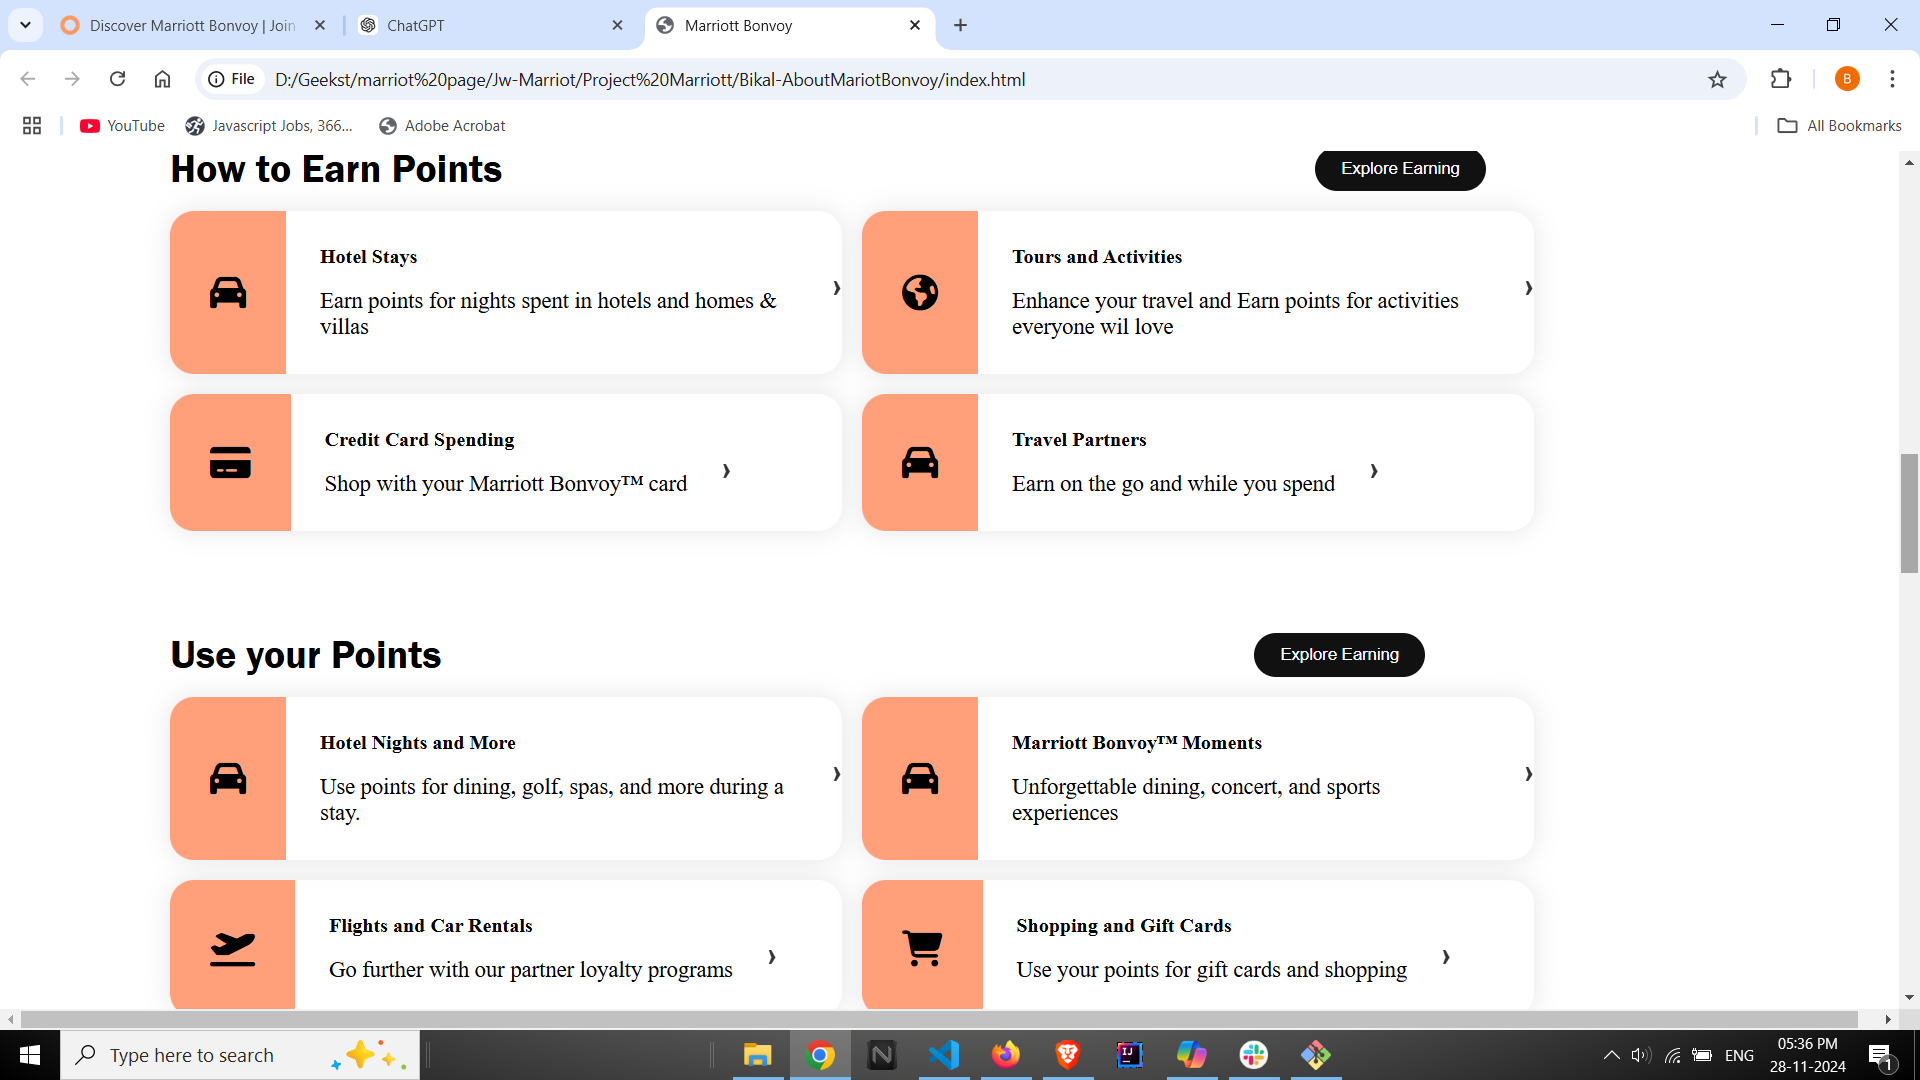 Discover Marriott Bonvoy | Join
ChatGPT
Marriott Bonvoy
File
D:/Geekst/marriot%20page/Jw-Marriot/Project%20Marriott/Bikal-AboutMariotBonvoy/index.html
B
YouTube
Javascript Jobs, 366...
Adobe Acrobat
All Bookmarks
How to Earn Points
Explore Earning
Hotel Stays
Earn points for nights spent in hotels and homes &
villas
Tours and Activities
Enhance your travel and Earn points for activities
everyone wil love
Credit Card Spending
Shop with your Marriott Bonvoy™ card
Travel Partners
Earn on the go and while you spend
Use your Points
Explore Earning
Hotel Nights and More
Use points for dining, golf, spas, and more during a
stay.
Marriott Bonvoy™ Moments
Unforgettable dining, concert, and sports
experiences
Flights and Car Rentals
Go further with our partner loyalty programs
Shopping and Gift Cards
Use your points for gift cards and shopping
Type here to search
N
IJ
ENG
05:36 PM
28-11-2024
1